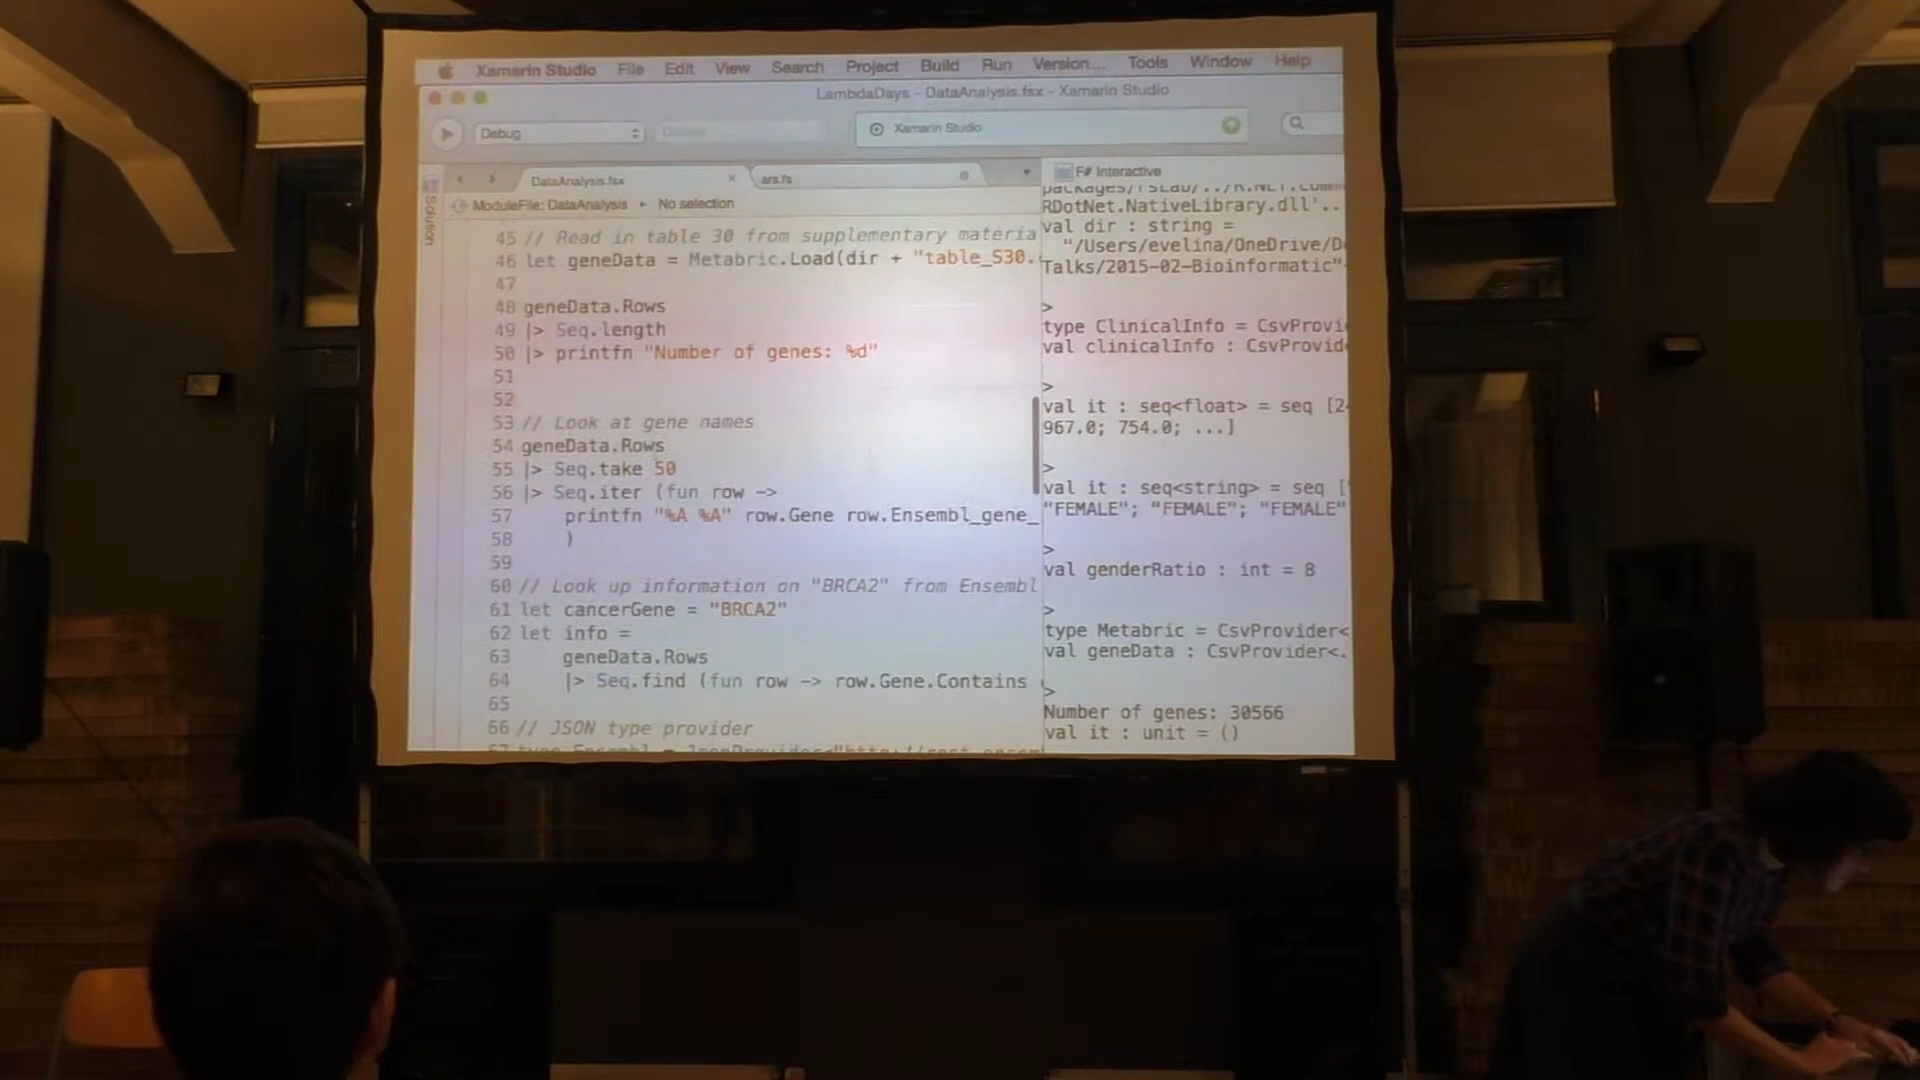 Xamarin Studio File Edit View Search Project Build Run Version... Tools Window Help
LambdaDays - DataAnalysis.fsx - Xamarin Studio
Debug
Xamarin Studio
DataAnalysis.fsx
ars.fs
Solution
ModuleFile: DataAnalysis ▸ No selection
45 // Read in table 30 from supplementary materia
46 let geneData = Metabric.Load(dir + "table_S30.
47
48 geneData.Rows
49 |> Seq.length
50 |> printfn "Number of genes: %d"
51
52
53 // Look at gene names
54 geneData.Rows
55 |> Seq.take 50
56 |> Seq.iter (fun row ->
57 printfn "%A %A" row.Gene row.Ensembl_gene_
58 )
59
60 // Look up information on "BRCA2" from Ensembl
61 let cancerGene = "BRCA2"
62 let info =
63 geneData.Rows
64 |> Seq.find (fun row -> row.Gene.Contains
65
66 // JSON type provider
F# Interactive
RDotNet.NativeLibrary.dll'..
val dir : string =
"/Users/evelina/OneDrive/D
Talks/2015-02-Bioinformatic"
>
type ClinicalInfo = CsvProvi
val clinicalInfo : CsvProvid
>
val it : seq<float> = seq [2
967.0; 754.0; ...]
>
val it : seq<string> = seq [
"FEMALE"; "FEMALE"; "FEMALE"
>
val genderRatio : int = 8
>
type Metabric = CsvProvider<
val geneData : CsvProvider<.
>
Number of genes: 30566
val it : unit = ()